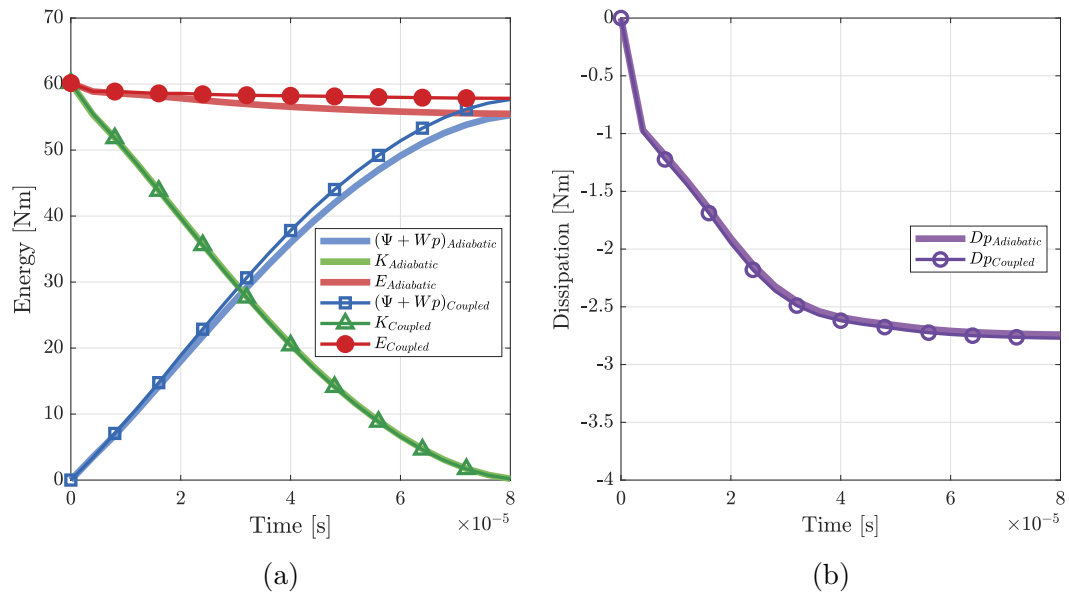 70
60
50
40
30
20
10
0
Energy [Nm]
(Ψ + Wp)Adiabatic
KAdiabatic
EAdiabatic
(Ψ + Wp)Coupled
KCoupled
ECoupled
0 2 4 6 8
×10⁻⁵
Time [s]
(a)
0
-0.5
-1
-1.5
-2
-2.5
-3
-3.5
-4
Dissipation [Nm]
DpAdiabatic
DpCoupled
0 2 4 6 8
×10⁻⁵
Time [s]
(b)